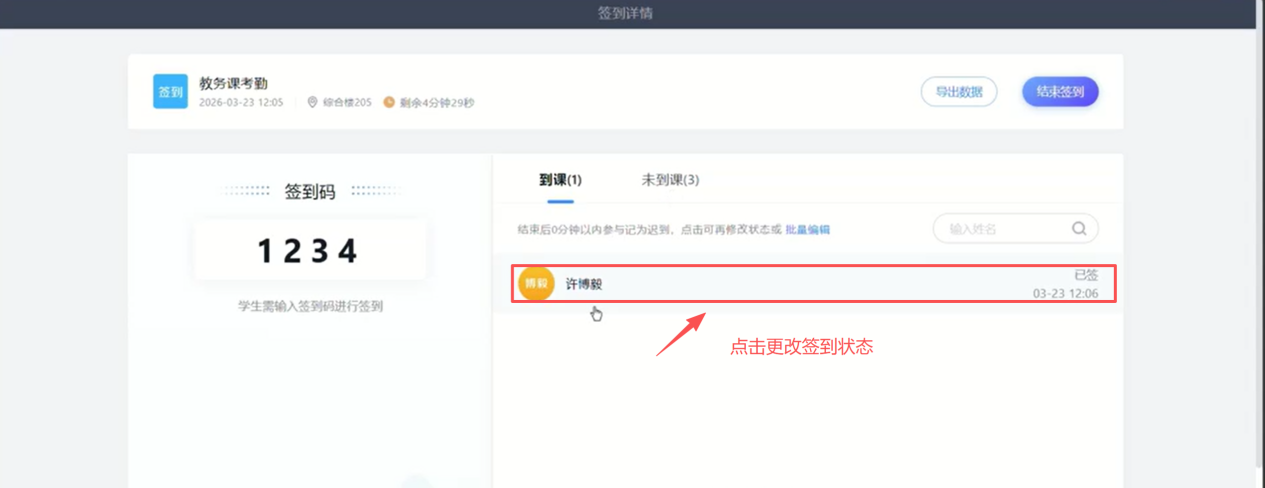 签到详情
签到
教务课考勤
2026-03-23 12:05
综合楼205
剩余4分钟29秒
导出数据
结束签到
签到码
1234
学生需输入签到码进行签到
到课(1)
未到课(3)
结束后0分钟以内参与记为迟到，点击可再修改状态或 批量编辑
输入姓名
博毅
许博毅
已签
03-23 12:06
点击更改签到状态